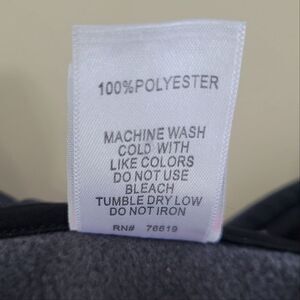 100%POLYESTER
MACHINE WASH
COLD WITH
LIKE COLORS
DO NOT USE
BLEACH
TUMBLE DRY LOW
DO NOT IRON
RN# 76619